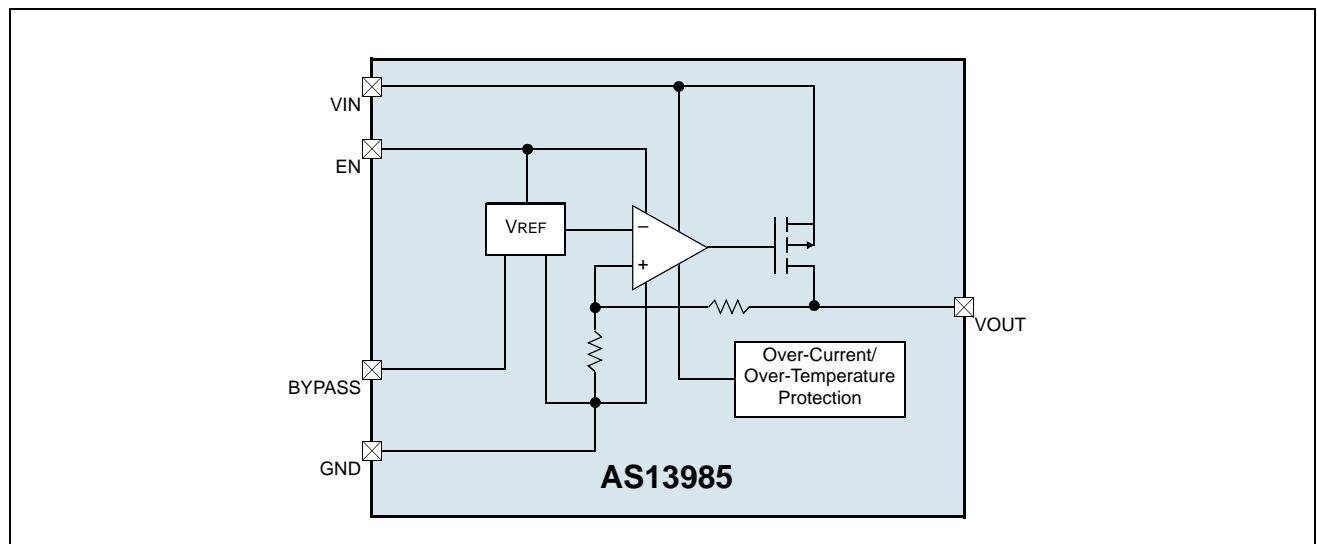 VIN
EN
VREF
−
+
VOUT
Over-Current/
Over-Temperature
Protection
BYPASS
GND
AS13985